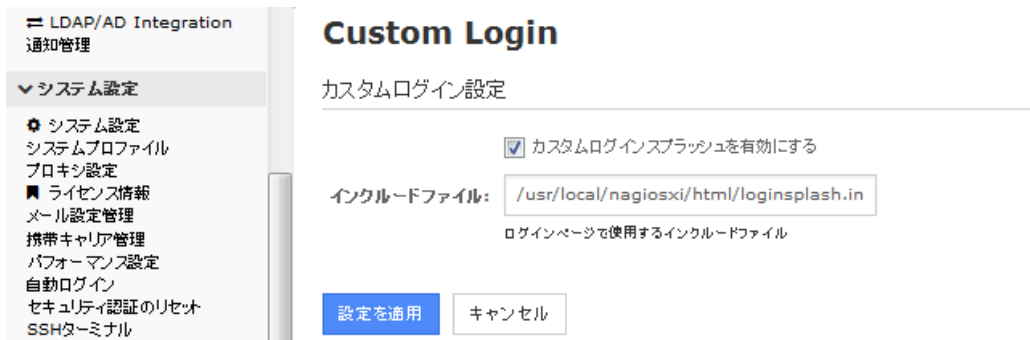 LDAP/AD Integration
通知管理
システム設定
システム設定
システムプロファイル
プロキシ設定
ライセンス情報
メール設定管理
携帯キャリア管理
パフォーマンス設定
自動ログイン
セキュリティ認証のリセット
SSHターミナル
Custom Login
カスタムログイン設定
カスタムログインスプラッシュを有効にする
インクルードファイル: /usr/local/nagiosxi/html/loginsplash.in
ログインページで使用するインクルードファイル
設定を適用 キャンセル